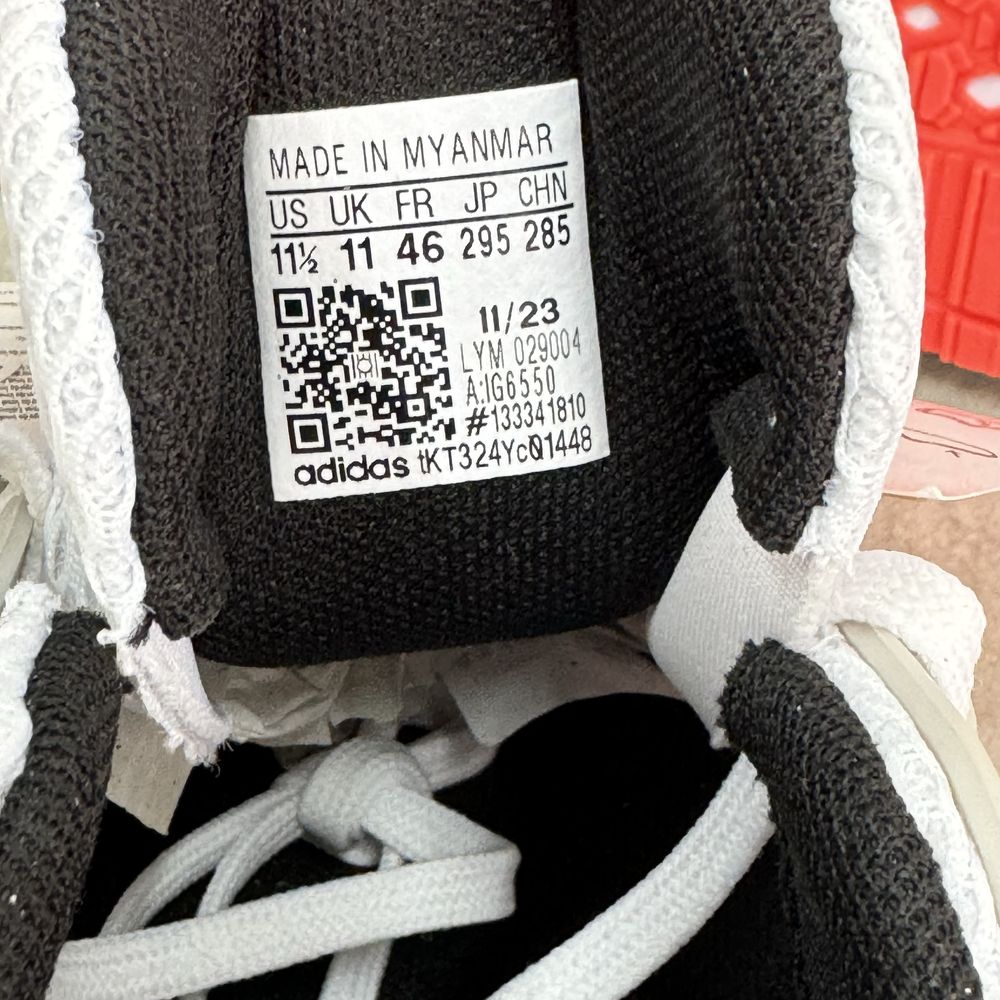 MADE IN MYANMAR
US UK FR JP CHN
11½ 11 46 295 285
11/23
LYM 029004
A:IG6550
#133341810
adidas tKT324YcQ1448